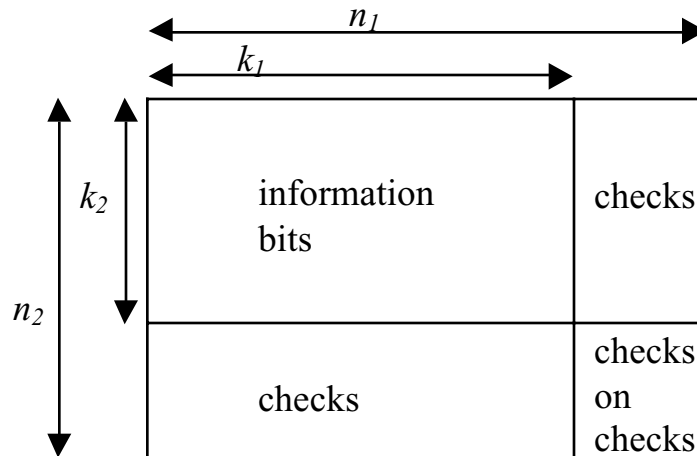 n₁
k₁
k₂
information
bits
checks
n₂
checks
checks
on
checks